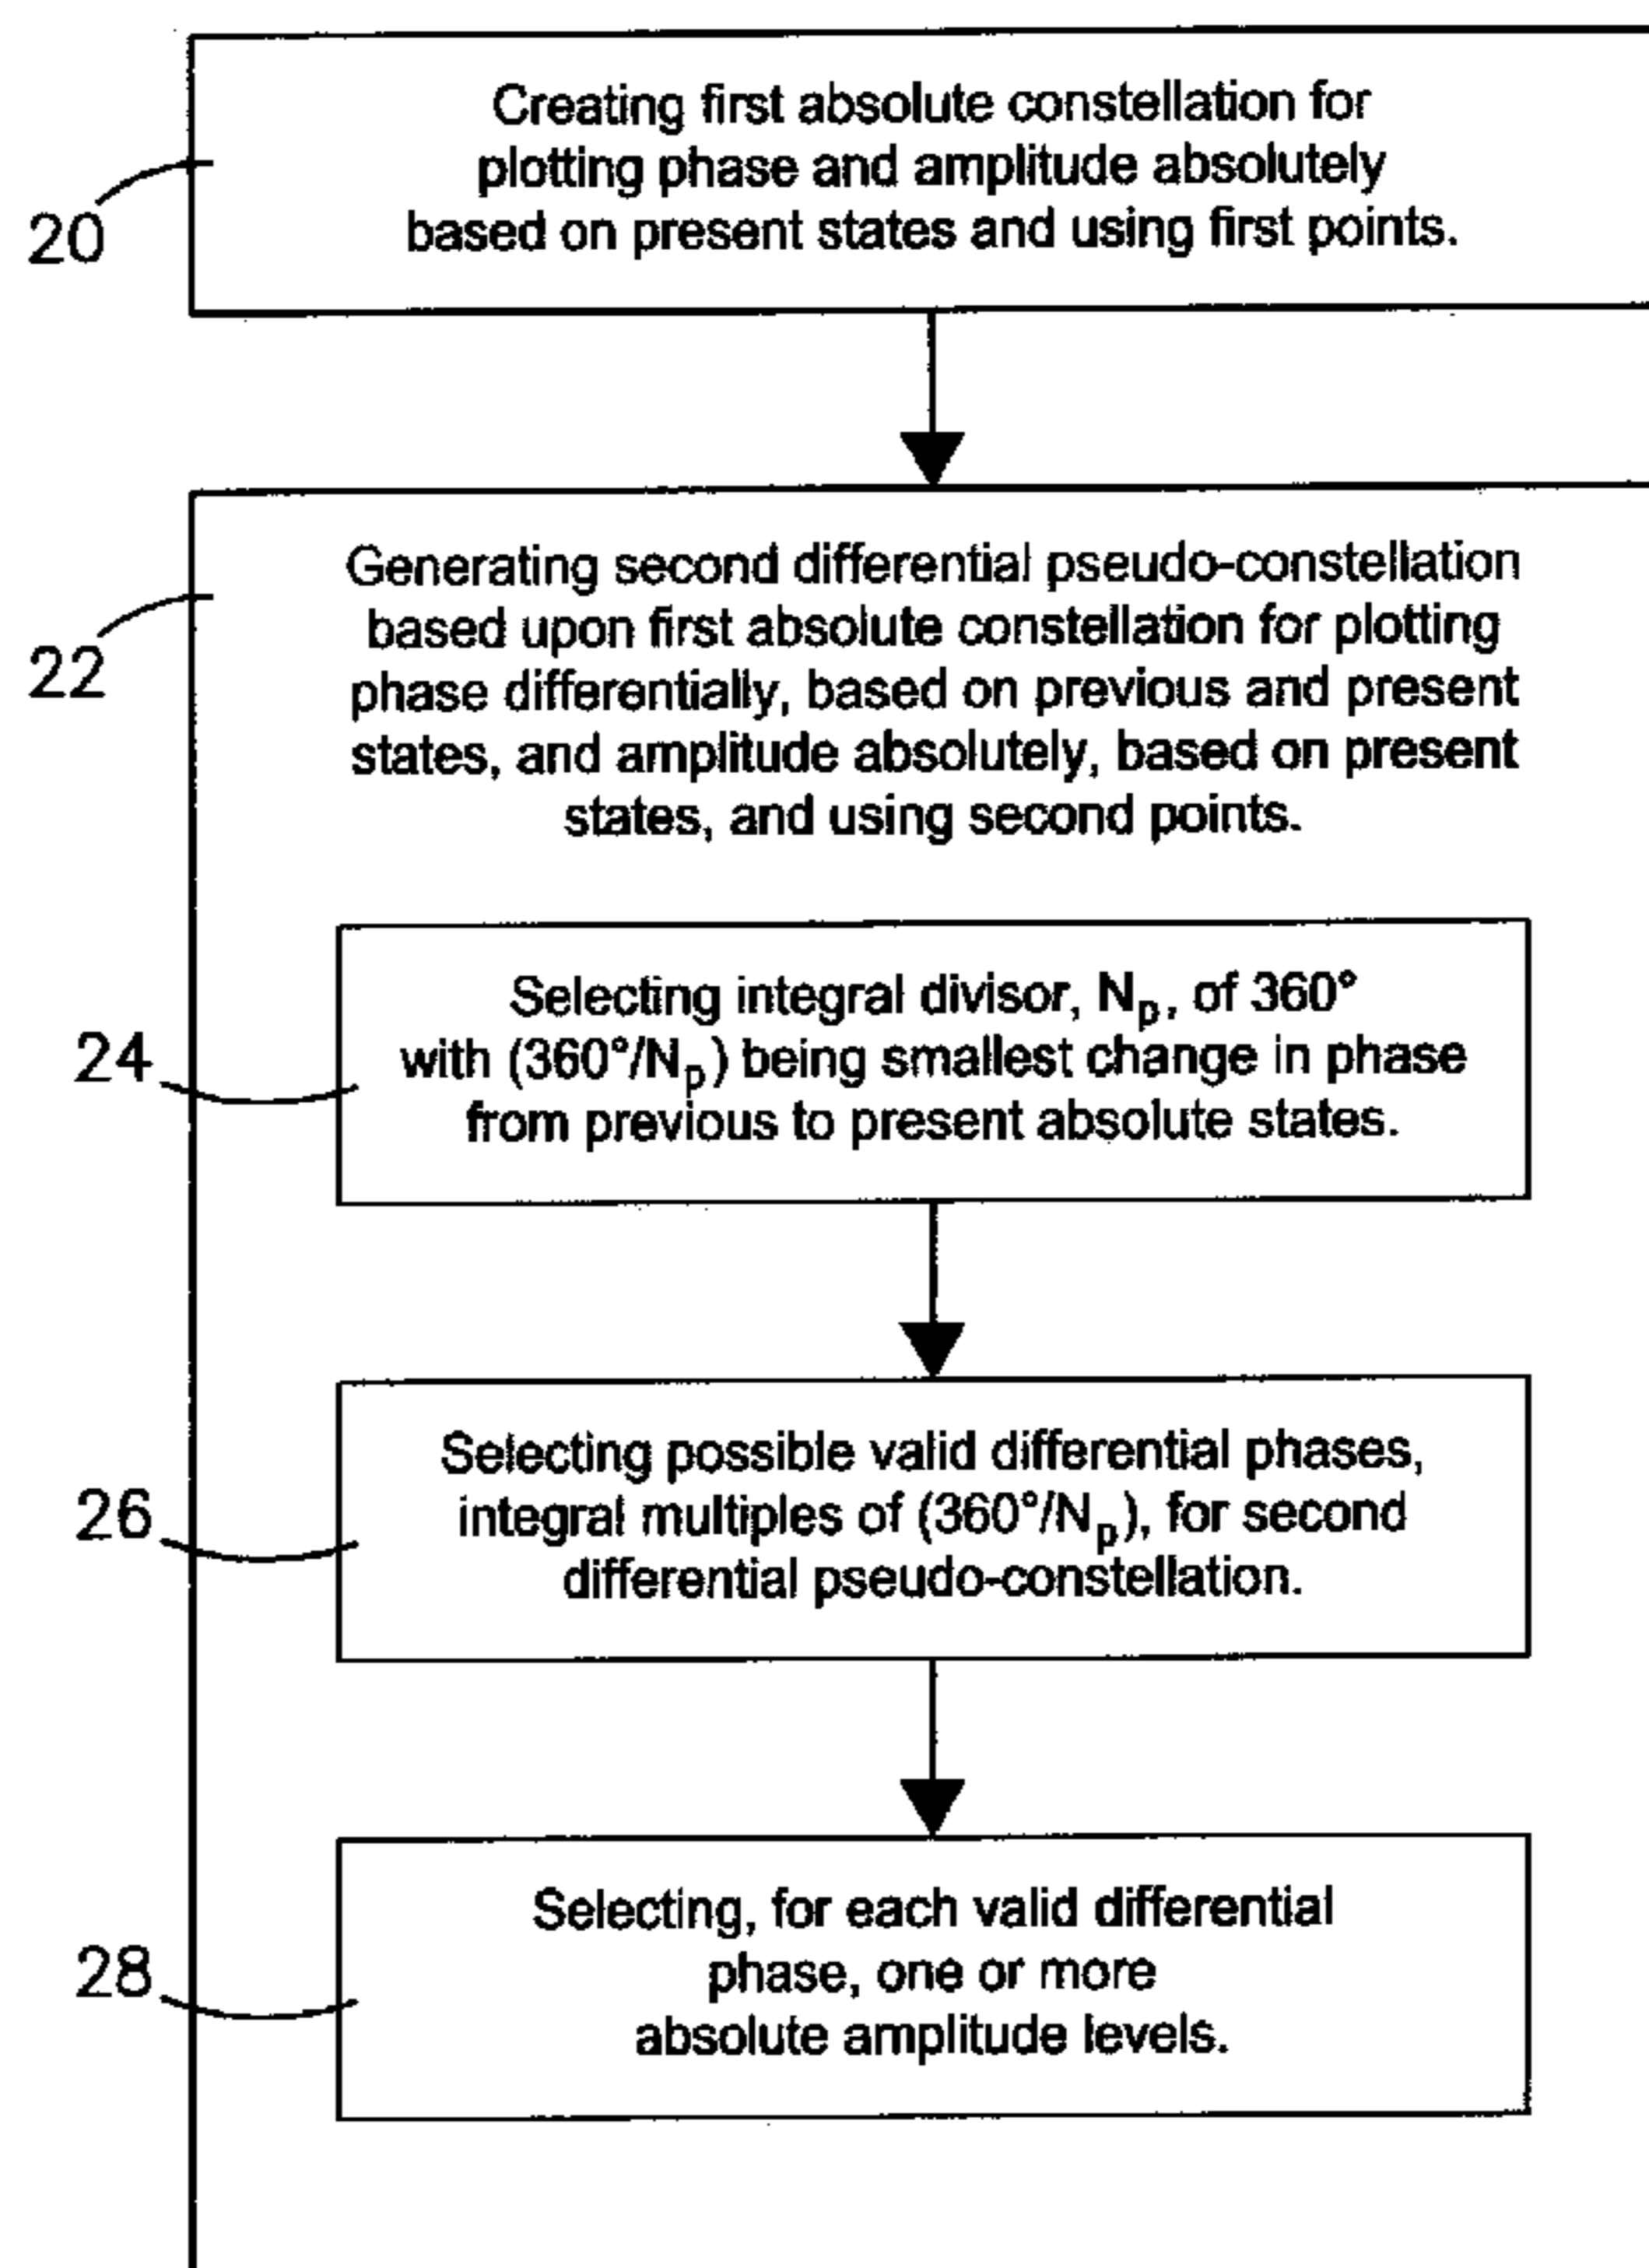 Creating first absolute constellation for
plotting phase and amplitude absolutely
based on present states and using first points.
20
Generating second differential pseudo-constellation
based upon first absolute constellation for plotting
phase differentially, based on previous and present
states, and amplitude absolutely, based on present
states, and using second points.
22
Selecting integral divisor, Np, of 360°
with (360°/Np) being smallest change in phase
from previous to present absolute states.
24
Selecting possible valid differential phases,
integral multiples of (360°/Np), for second
differential pseudo-constellation.
26
Selecting, for each valid differential
phase, one or more
absolute amplitude levels.
28